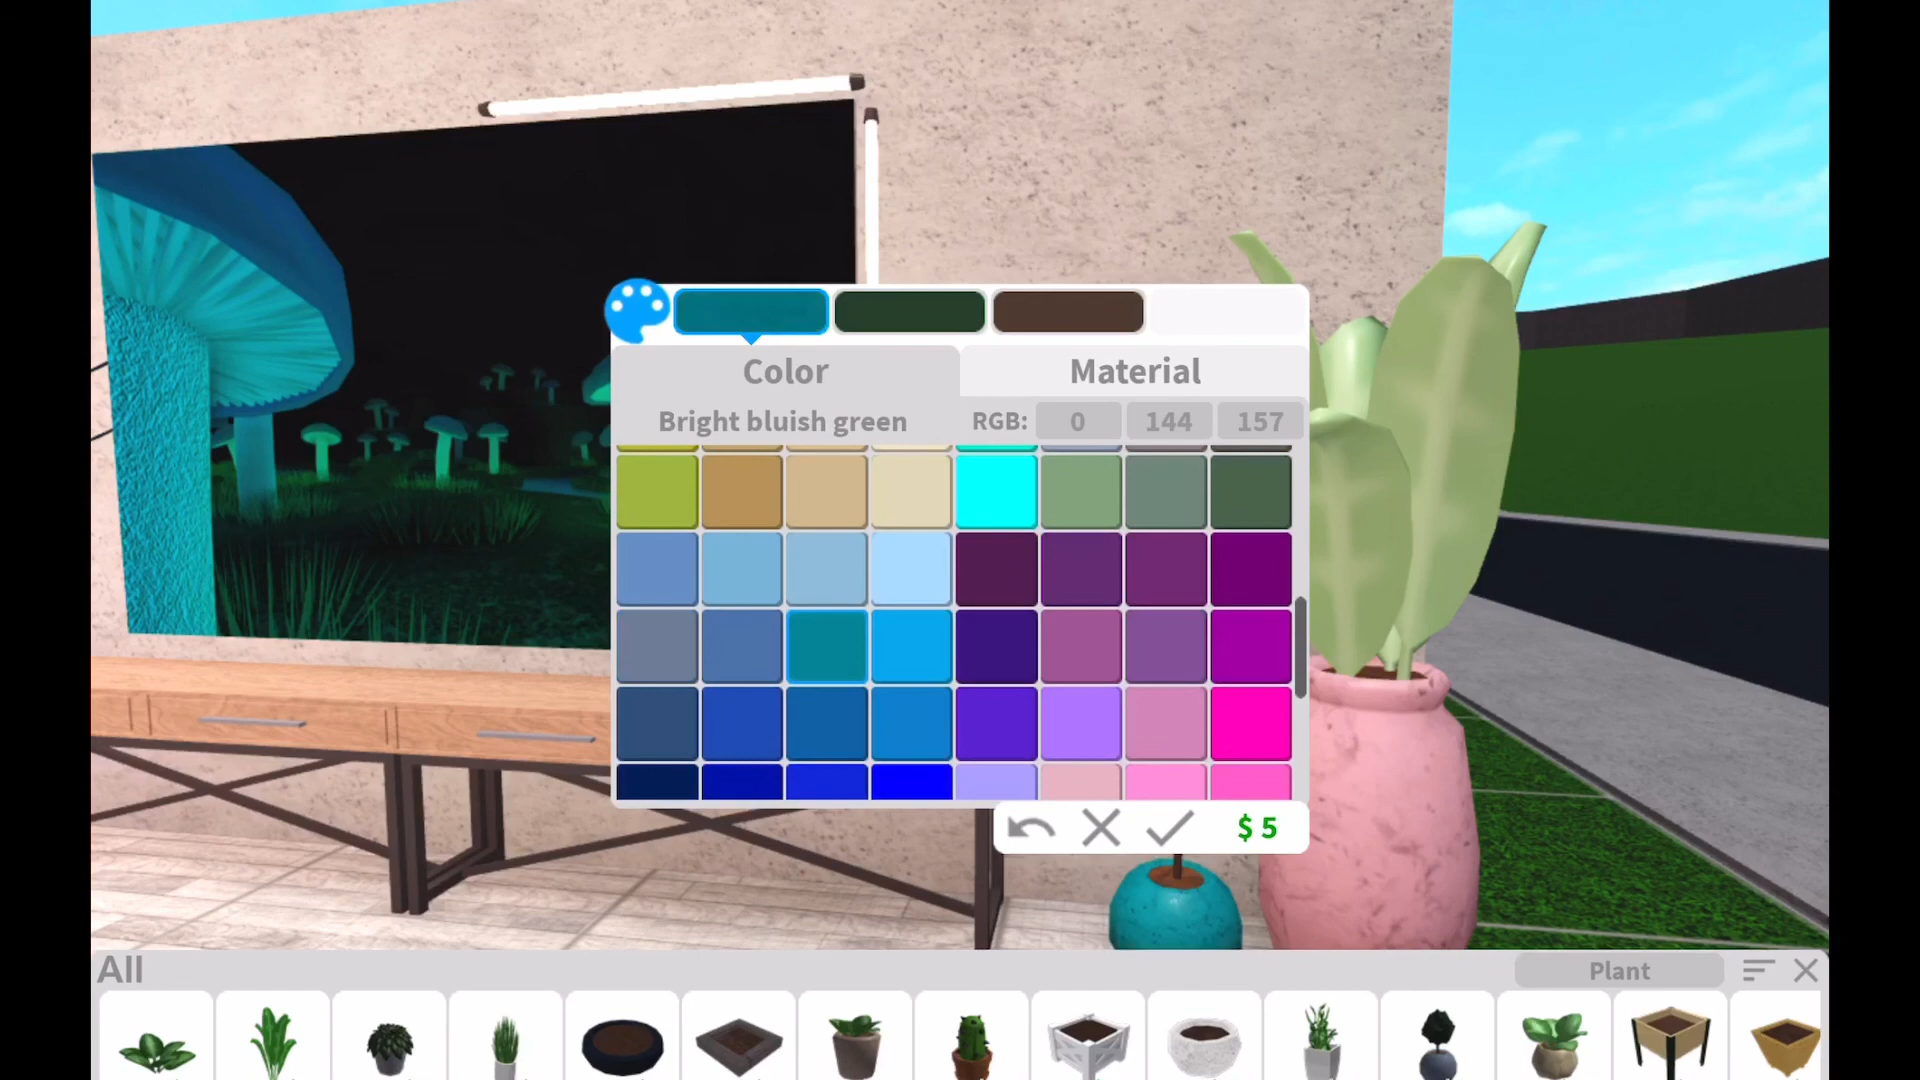 Color
Material
Bright bluish green
RGB: 0 144 157
$ 5
All
Plant